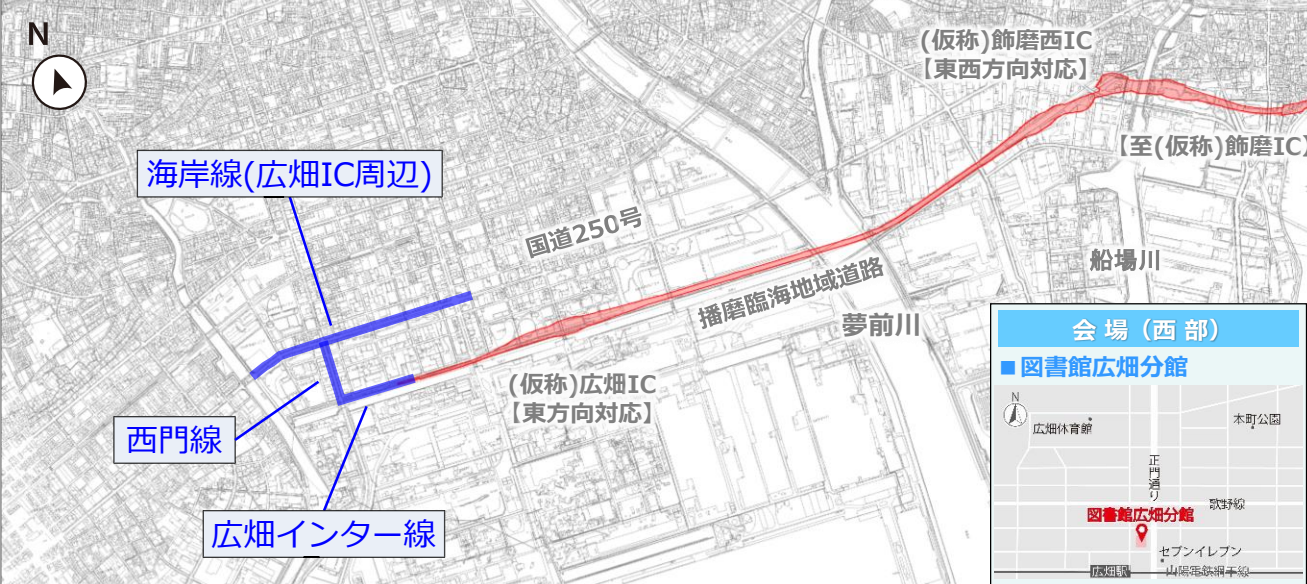 N
(仮称)飾磨西IC
【東西方向対応】
【至(仮称)飾磨IC】
海岸線(広畑IC周辺)
国道250号
船場川
播磨臨海地域道路
夢前川
(仮称)広畑IC
【東方向対応】
西門線
広畑インター線
会場（西部）
■図書館広畑分館
N
広畑体育館
本町公園
正門通り
歌野線
図書館広畑分館
セブンイレブン
広畑駅
山陽電鉄網干線